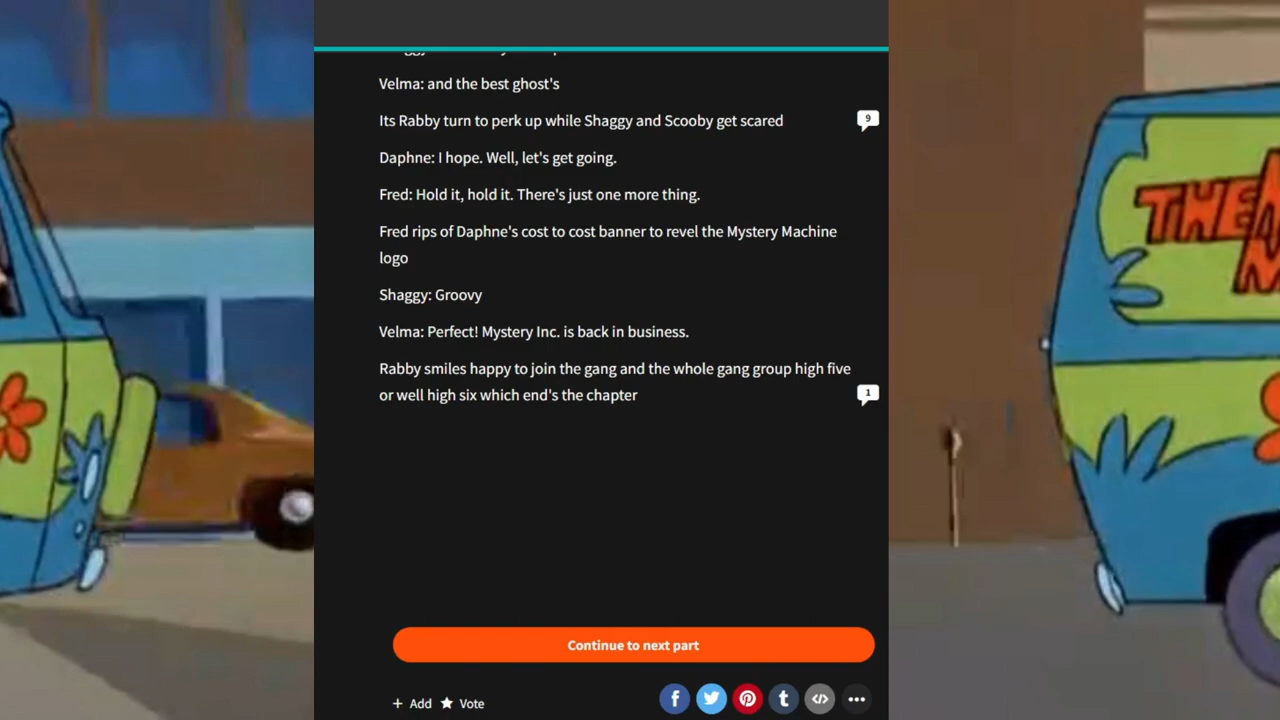 Velma: and the best ghost's
Its Rabby turn to perk up while Shaggy and Scooby get scared
9
Daphne: I hope. Well, let's get going.
Fred: Hold it, hold it. There's just one more thing.
Fred rips of Daphne's cost to cost banner to revel the Mystery Machine
logo
Shaggy: Groovy
Velma: Perfect! Mystery Inc. is back in business.
Rabby smiles happy to join the gang and the whole gang group high five
or well high six which end's the chapter
1
Continue to next part
+ Add ★ Vote
THE